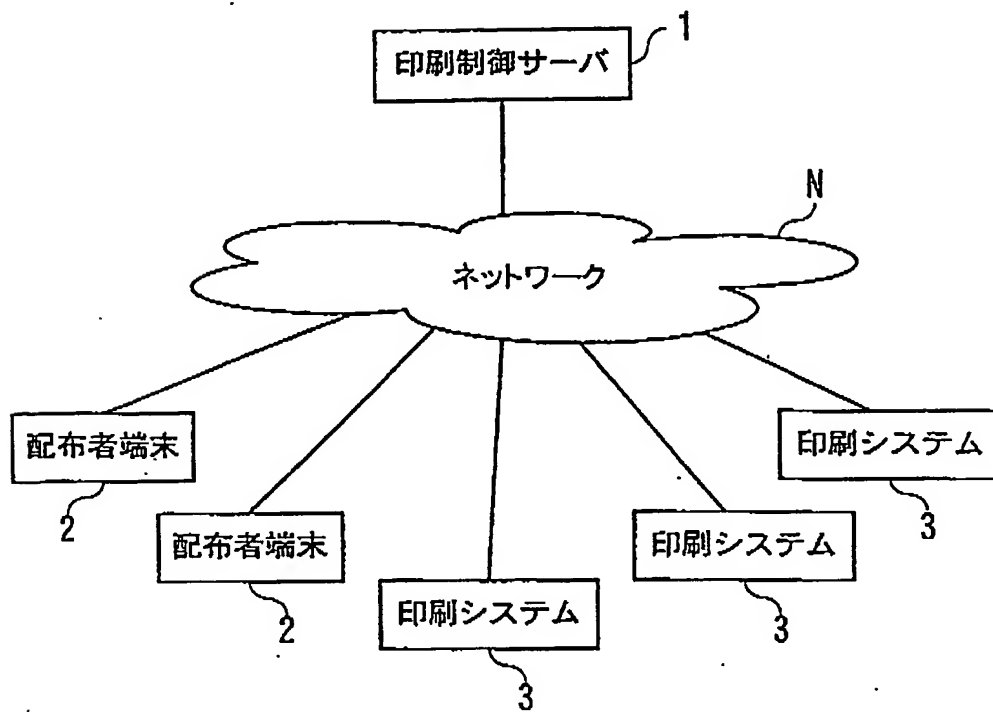 印刷制御サーバ
1
N
ネットワーク
配布者端末
2
配布者端末
2
印刷システム
3
印刷システム
3
印刷システム
3